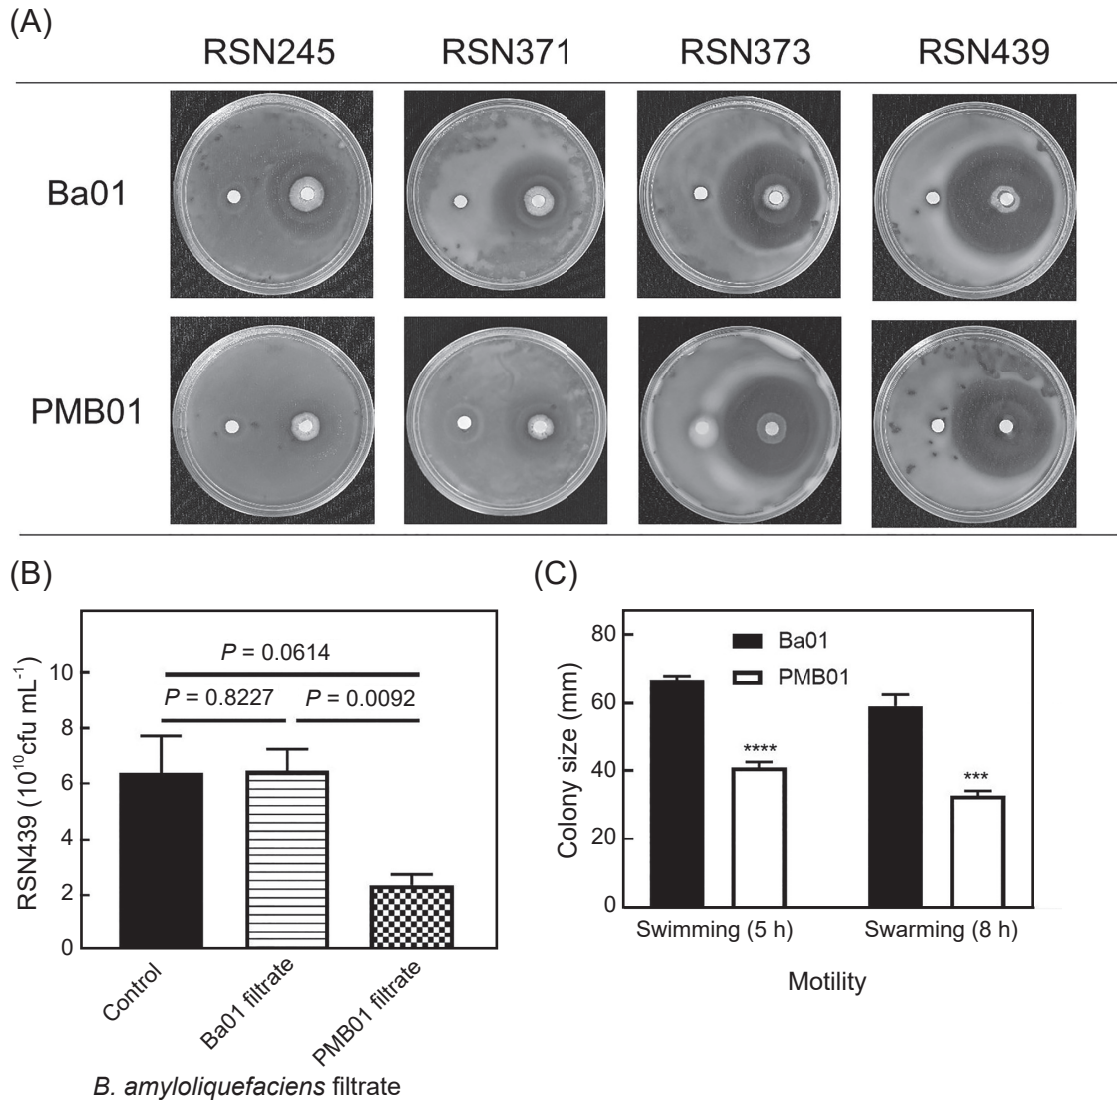 (A)
RSN245 RSN371 RSN373 RSN439
Ba01
PMB01
(B)
RSN439 (10¹⁰cfu mL⁻¹)
10
8
6
4
2
0
P = 0.0614
P = 0.8227 P = 0.0092
Control
Ba01 filtrate
PMB01 filtrate
B. amyloliquefaciens filtrate
(C)
Colony size (mm)
80
60
40
20
0
Ba01
PMB01
****
***
Swimming (5 h) Swarming (8 h)
Motility